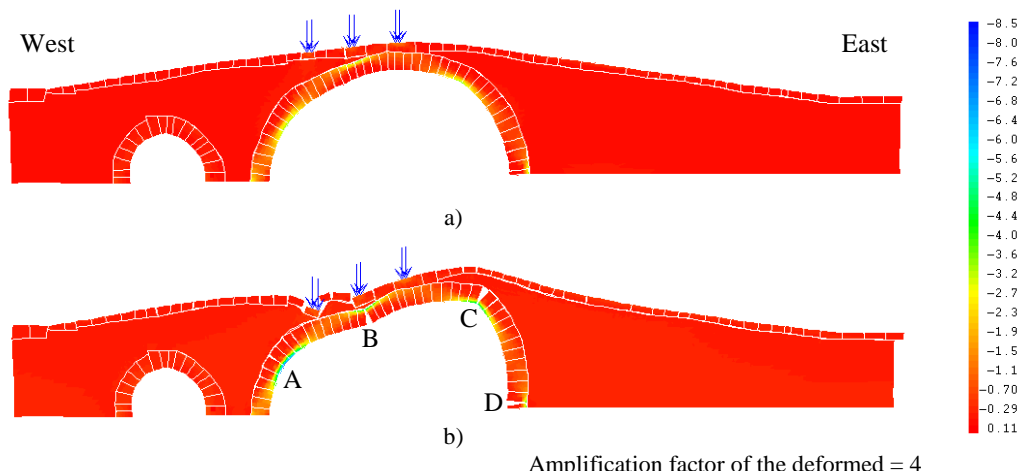 West
East
a)
A
B
C
D
b)
Amplification factor of the deformed = 4
-8.5
-8.0
-7.6
-7.2
-6.8
-6.4
-6.0
-5.6
-5.2
-4.8
-4.4
-4.0
-3.5
-3.1
-2.7
-2.3
-1.9
-1.5
-1.1
-0.70
-0.29
0.11